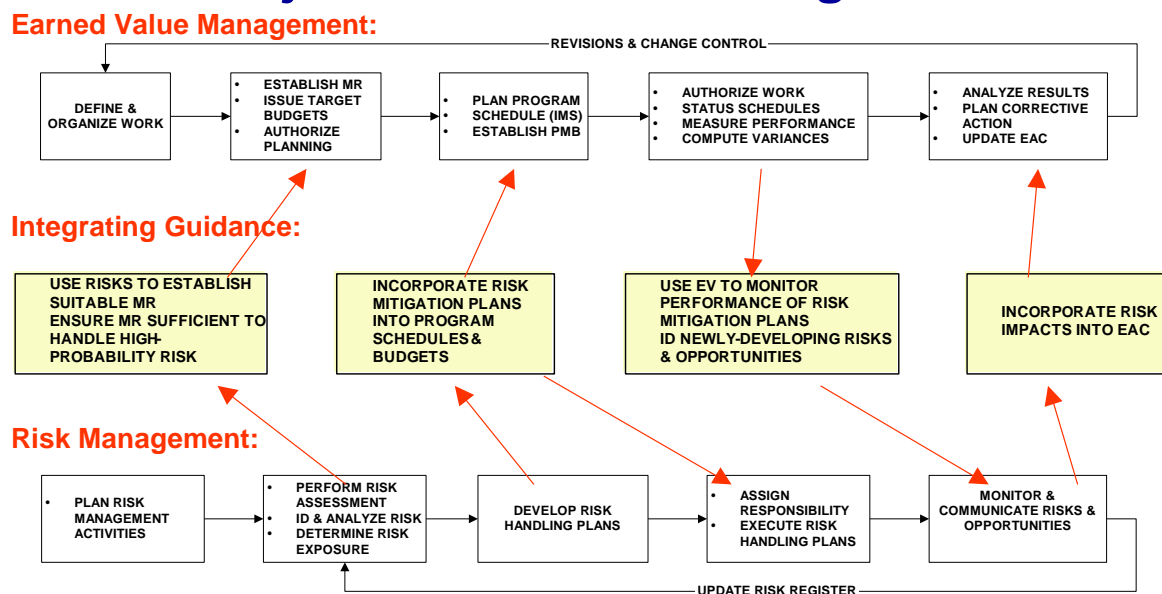 Earned Value Management:
REVISIONS & CHANGE CONTROL
DEFINE &
ORGANIZE WORK
• ESTABLISH MR
• ISSUE TARGET
BUDGETS
• AUTHORIZE
PLANNING
• PLAN PROGRAM
SCHEDULE (IMS)
• ESTABLISH PMB
• AUTHORIZE WORK
• STATUS SCHEDULES
• MEASURE PERFORMANCE
• COMPUTE VARIANCES
• ANALYZE RESULTS
• PLAN CORRECTIVE
ACTION
• UPDATE EAC
Integrating Guidance:
USE RISKS TO ESTABLISH
SUITABLE MR
ENSURE MR SUFFICIENT TO
HANDLE HIGH-
PROBABILITY RISK
INCORPORATE RISK
MITIGATION PLANS
INTO PROGRAM
SCHEDULES &
BUDGETS
USE EV TO MONITOR
PERFORMANCE OF RISK
MITIGATION PLANS
ID NEWLY-DEVELOPING RISKS
& OPPORTUNITIES
INCORPORATE RISK
IMPACTS INTO EAC
Risk Management:
• PLAN RISK
MANAGEMENT
ACTIVITIES
• PERFORM RISK
ASSESSMENT
• ID & ANALYZE RISK
• DETERMINE RISK
EXPOSURE
DEVELOP RISK
HANDLING PLANS
• ASSIGN
RESPONSIBILITY
• EXECUTE RISK
HANDLING PLANS
MONITOR &
COMMUNICATE RISKS &
OPPORTUNITIES
UPDATE RISK REGISTER